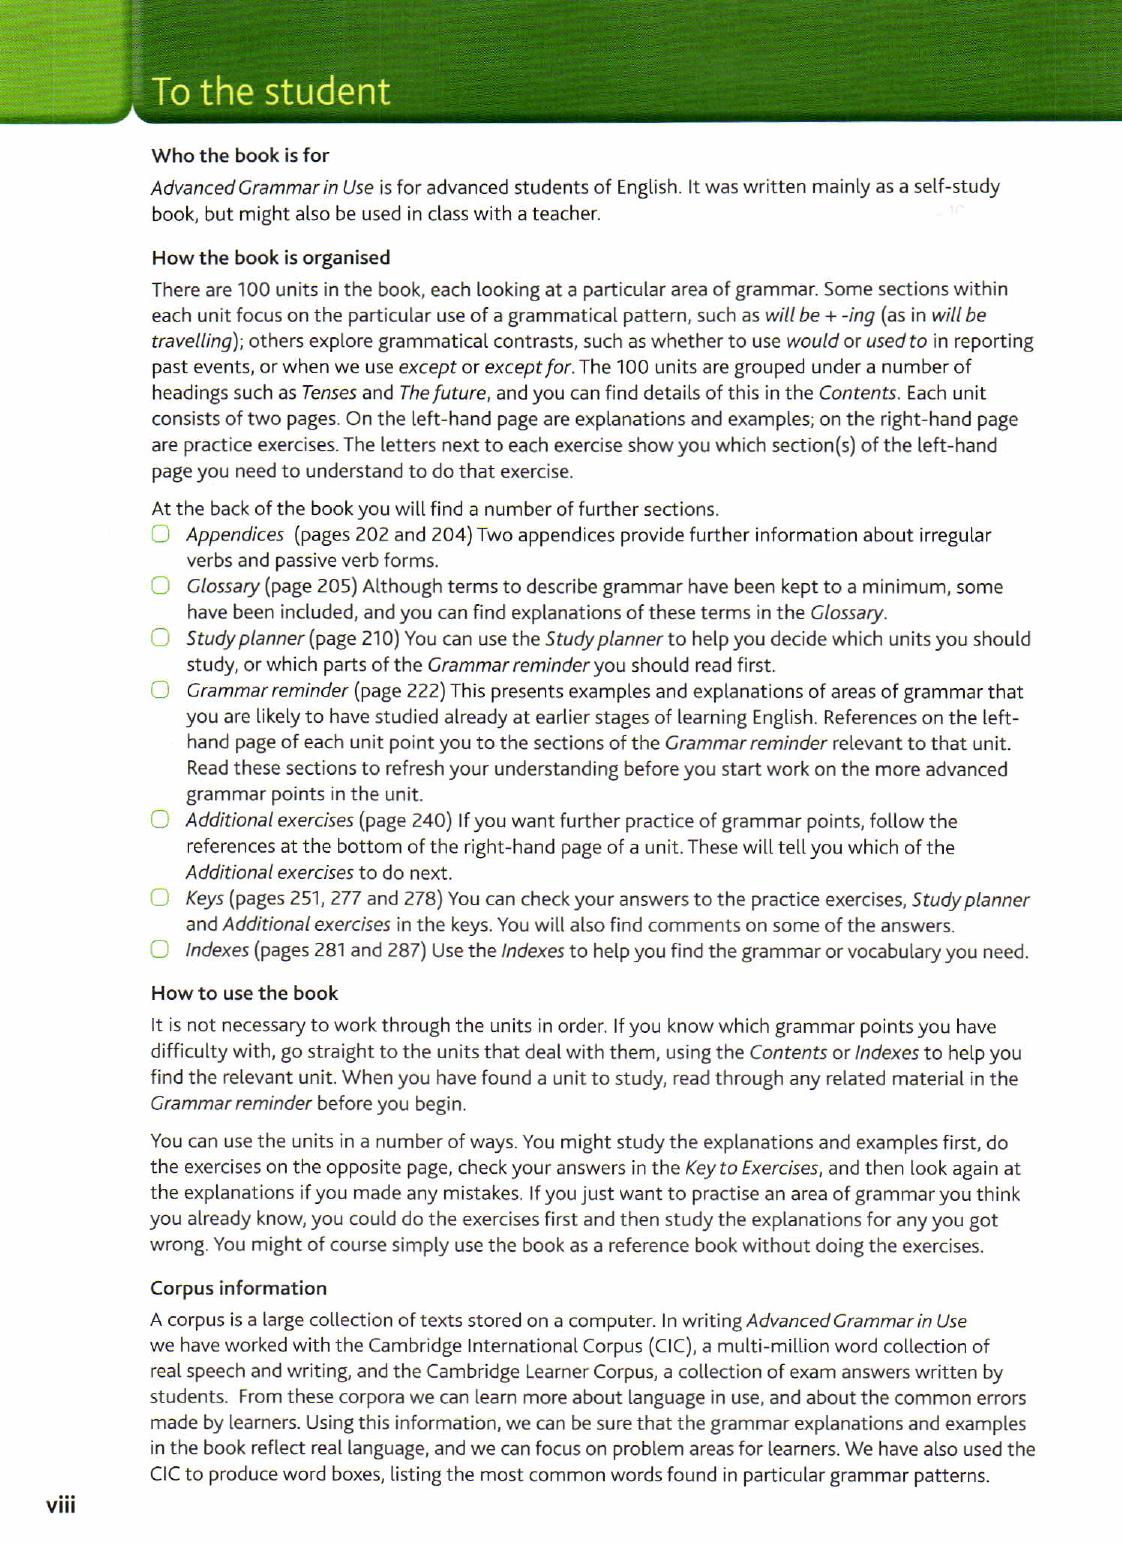 To the student
Who the book is for
Advanced Grammar in Use is for advanced students of English. It was written mainly as a self-study
book, but might also be used in class with a teacher.
How the book is organised
There are 100 units in the book, each looking at a particular area of grammar. Some sections within
each unit focus on the particular use of a grammatical pattern, such as will be + -ing (as in will be
travelling); others explore grammatical contrasts, such as whether to use would or used to in reporting
past events, or when we use except or except for. The 100 units are grouped under a number of
headings such as Tenses and The future, and you can find details of this in the Contents. Each unit
consists of two pages. On the left-hand page are explanations and examples; on the right-hand page
are practice exercises. The letters next to each exercise show you which section(s) of the left-hand
page you need to understand to do that exercise.
At the back of the book you will find a number of further sections.
Appendices (pages 202 and 204) Two appendices provide further information about irregular
verbs and passive verb forms.
Glossary (page 205) Although terms to describe grammar have been kept to a minimum, some
have been included, and you can find explanations of these terms in the Glossary.
Study planner (page 210) You can use the Study planner to help you decide which units you should
study, or which parts of the Grammar reminder you should read first.
Grammar reminder (page 222) This presents examples and explanations of areas of grammar that
you are likely to have studied already at earlier stages of learning English. References on the left-
hand page of each unit point you to the sections of the Grammar reminder relevant to that unit.
Read these sections to refresh your understanding before you start work on the more advanced
grammar points in the unit.
Additional exercises (page 240) If you want further practice of grammar points, follow the
references at the bottom of the right-hand page of a unit. These will tell you which of the
Additional exercises to do next.
Keys (pages 251, 277 and 278) You can check your answers to the practice exercises, Study planner
and Additional exercises in the keys. You will also find comments on some of the answers.
Indexes (pages 281 and 287) Use the Indexes to help you find the grammar or vocabulary you need.
How to use the book
It is not necessary to work through the units in order. If you know which grammar points you have
difficulty with, go straight to the units that deal with them, using the Contents or Indexes to help you
find the relevant unit. When you have found a unit to study, read through any related material in the
Grammar reminder before you begin.
You can use the units in a number of ways. You might study the explanations and examples first, do
the exercises on the opposite page, check your answers in the Key to Exercises, and then look again at
the explanations if you made any mistakes. If you just want to practise an area of grammar you think
you already know, you could do the exercises first and then study the explanations for any you got
wrong. You might of course simply use the book as a reference book without doing the exercises.
Corpus information
A corpus is a large collection of texts stored on a computer. In writing Advanced Grammar in Use
we have worked with the Cambridge International Corpus (CIC), a multi-million word collection of
real speech and writing, and the Cambridge Learner Corpus, a collection of exam answers written by
students. From these corpora we can learn more about language in use, and about the common errors
made by learners. Using this information, we can be sure that the grammar explanations and examples
in the book reflect real language, and we can focus on problem areas for learners. We have also used the
CIC to produce word boxes, listing the most common words found in particular grammar patterns.
viii